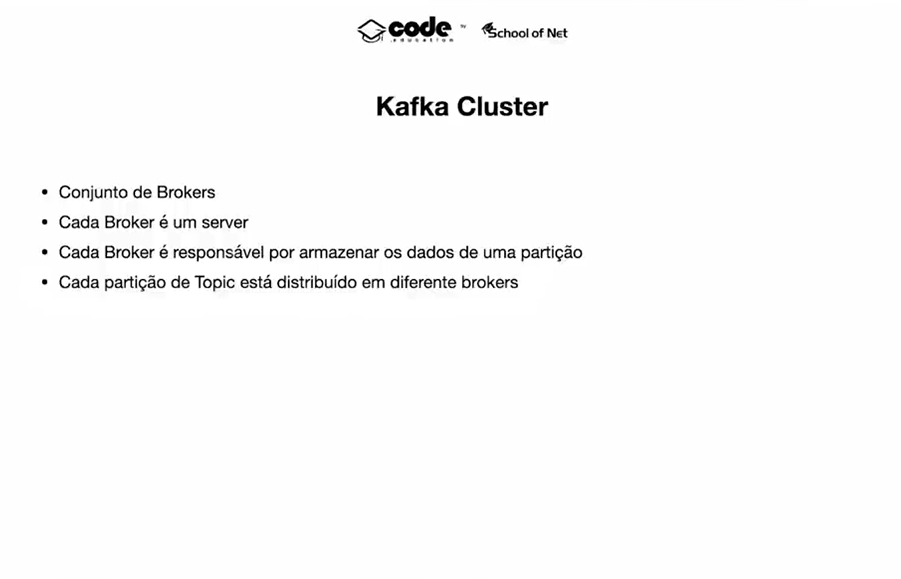 code by School of Net
.education
Kafka Cluster
• Conjunto de Brokers
• Cada Broker é um server
• Cada Broker é responsável por armazenar os dados de uma partição
• Cada partição de Topic está distribuído em diferente brokers